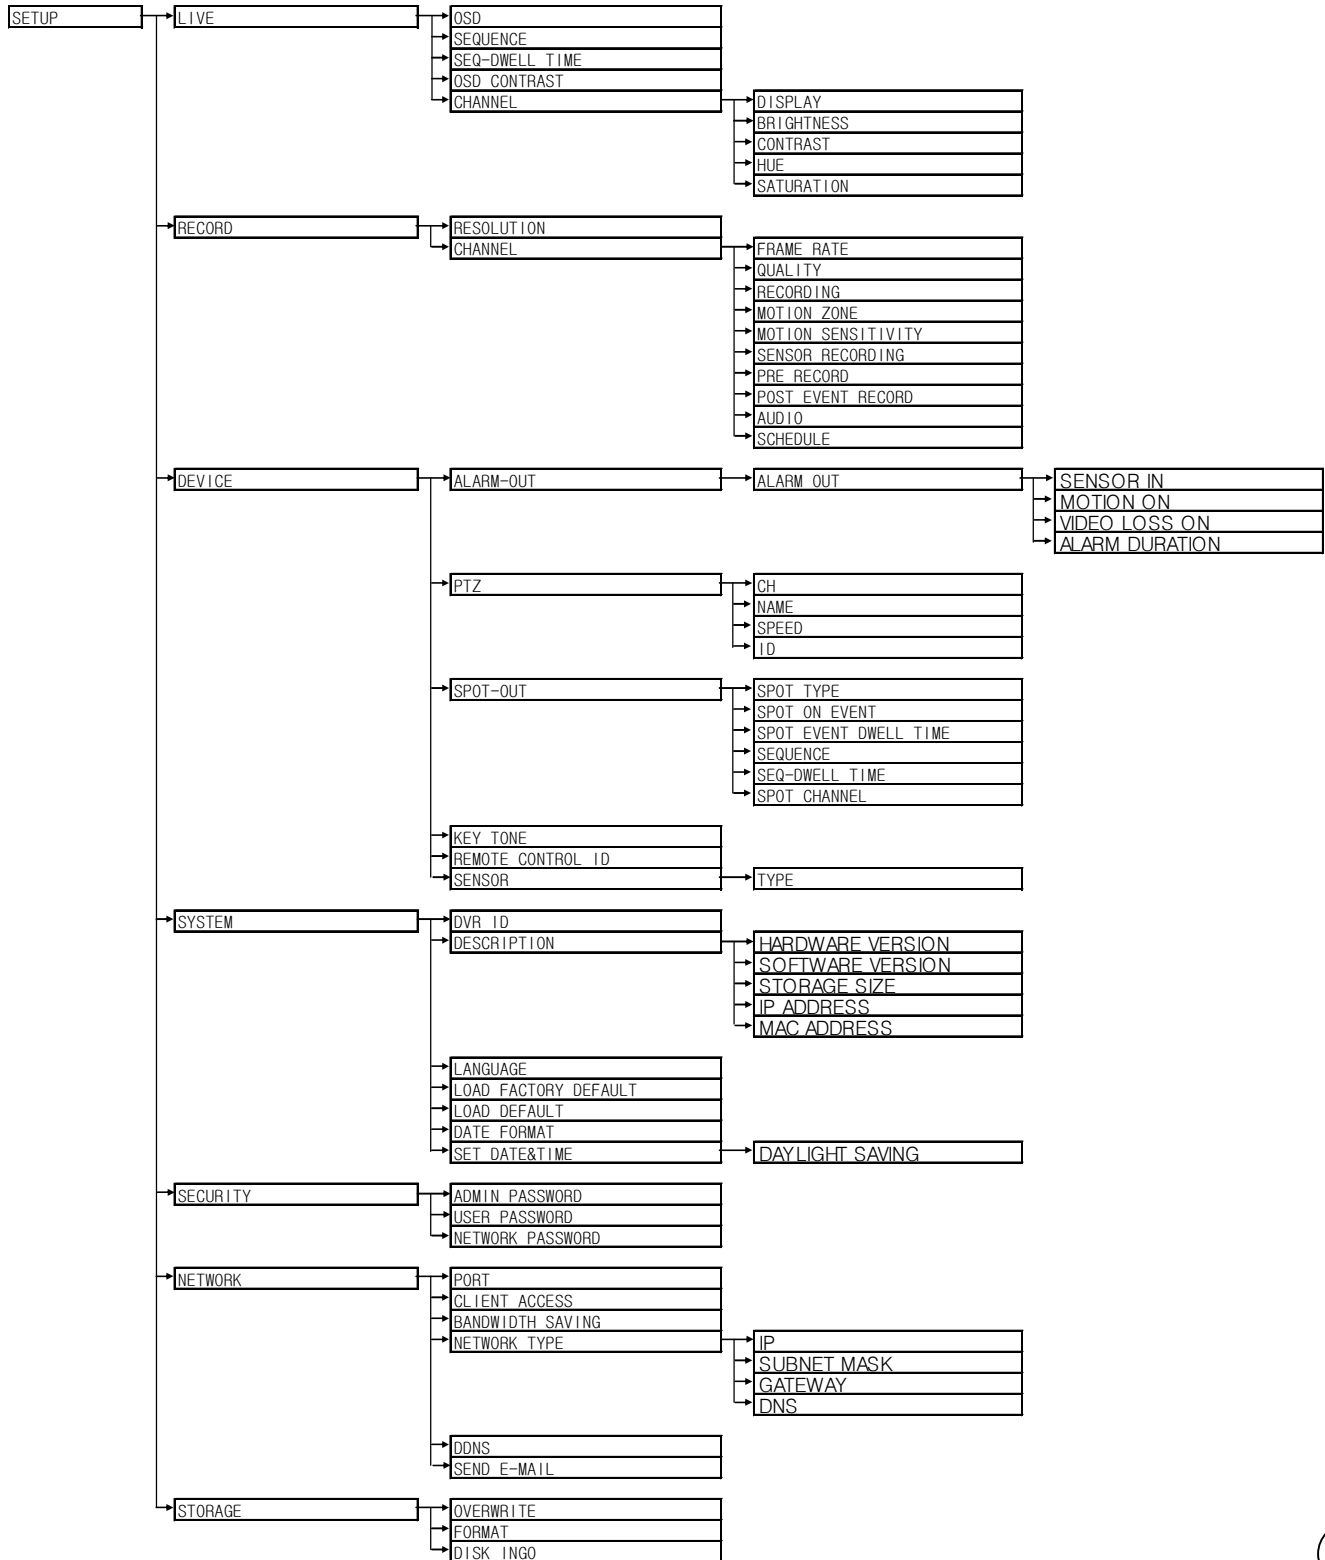 SETUP
LIVE
OSD
SEQUENCE
SEQ-DWELL TIME
OSD CONTRAST
CHANNEL
DISPLAY
BRIGHTNESS
CONTRAST
HUE
SATURATION
RECORD
RESOLUTION
CHANNEL
FRAME RATE
QUALITY
RECORDING
MOTION ZONE
MOTION SENSITIVITY
SENSOR RECORDING
PRE RECORD
POST EVENT RECORD
AUDIO
SCHEDULE
DEVICE
ALARM-OUT
ALARM OUT
SENSOR IN
MOTION ON
VIDEO LOSS ON
ALARM DURATION
PTZ
CH
NAME
SPEED
ID
SPOT-OUT
SPOT TYPE
SPOT ON EVENT
SPOT EVENT DWELL TIME
SEQUENCE
SEQ-DWELL TIME
SPOT CHANNEL
KEY TONE
REMOTE CONTROL ID
SENSOR
TYPE
SYSTEM
DVR ID
DESCRIPTION
HARDWARE VERSION
SOFTWARE VERSION
STORAGE SIZE
IP ADDRESS
MAC ADDRESS
LANGUAGE
LOAD FACTORY DEFAULT
LOAD DEFAULT
DATE FORMAT
SET DATE&TIME
DAYLIGHT SAVING
SECURITY
ADMIN PASSWORD
USER PASSWORD
NETWORK PASSWORD
NETWORK
PORT
CLIENT ACCESS
BANDWIDTH SAVING
NETWORK TYPE
IP
SUBNET MASK
GATEWAY
DNS
DDNS
SEND E-MAIL
STORAGE
OVERWRITE
FORMAT
DISK INGO